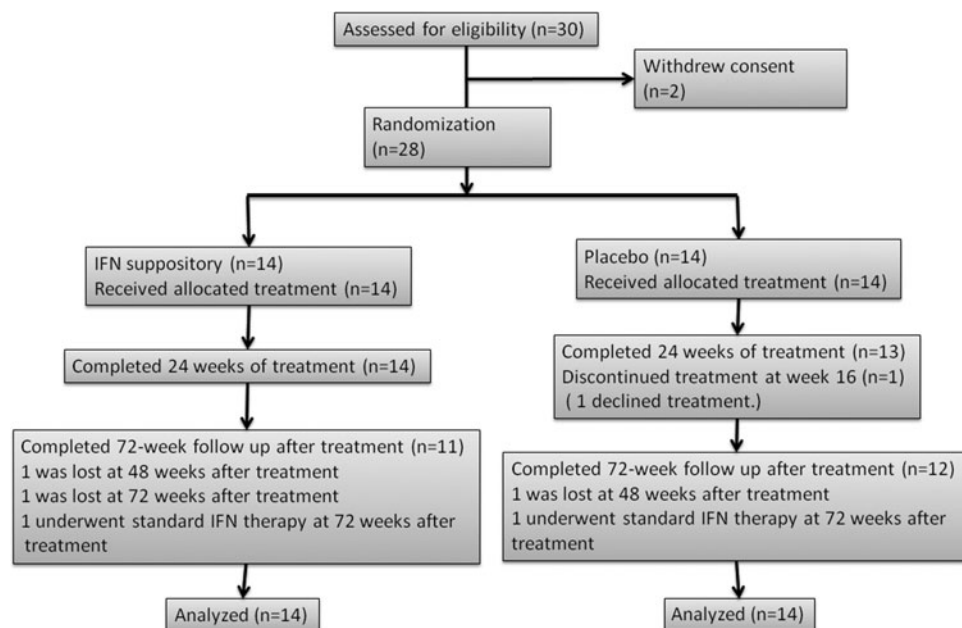 Assessed for eligibility (n=30)
Withdrew consent
(n=2)
Randomization
(n=28)
IFN suppository (n=14)
Received allocated treatment (n=14)
Placebo (n=14)
Received allocated treatment (n=14)
Completed 24 weeks of treatment (n=14)
Completed 24 weeks of treatment (n=13)
Discontinued treatment at week 16 (n=1)
( 1 declined treatment.)
Completed 72-week follow up after treatment (n=11)
1 was lost at 48 weeks after treatment
1 was lost at 72 weeks after treatment
1 underwent standard IFN therapy at 72 weeks after
treatment
Completed 72-week follow up after treatment (n=12)
1 was lost at 48 weeks after treatment
1 underwent standard IFN therapy at 72 weeks after
treatment
Analyzed (n=14)
Analyzed (n=14)